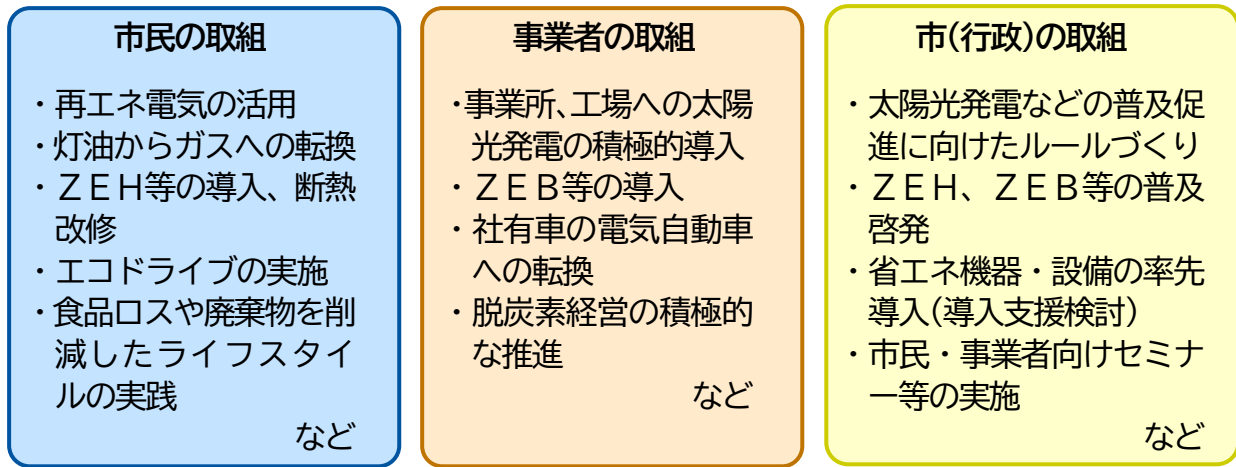 市民の取組
・再エネ電気の活用
・灯油からガスへの転換
・ＺＥＨ等の導入、断熱
改修
・エコドライブの実施
・食品ロスや廃棄物を削
減したライフスタイ
ルの実践
など
事業者の取組
・事業所、工場への太陽
光発電の積極的導入
・ＺＥＢ等の導入
・社有車の電気自動車
への転換
・脱炭素経営の積極的
な推進
など
市(行政)の取組
・太陽光発電などの普及促
進に向けたルールづくり
・ＺＥＨ、ＺＥＢ等の普及
啓発
・省エネ機器・設備の率先
導入(導入支援検討)
・市民・事業者向けセミナ
ー等の実施
など